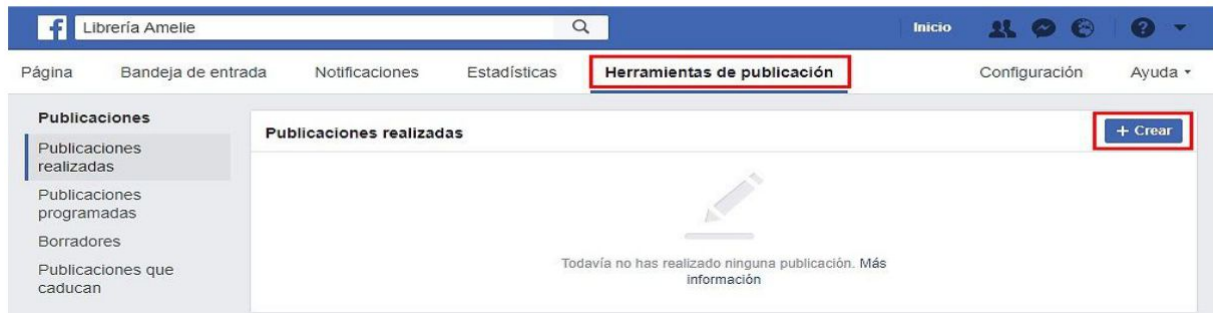 f Librería Amelie Inicio ?
Página Bandeja de entrada Notificaciones Estadísticas Herramientas de publicación Configuración Ayuda
Publicaciones
Publicaciones
realizadas
Publicaciones
programadas
Borradores
Publicaciones que
caducan
Publicaciones realizadas + Crear
Todavía no has realizado ninguna publicación. Más
información